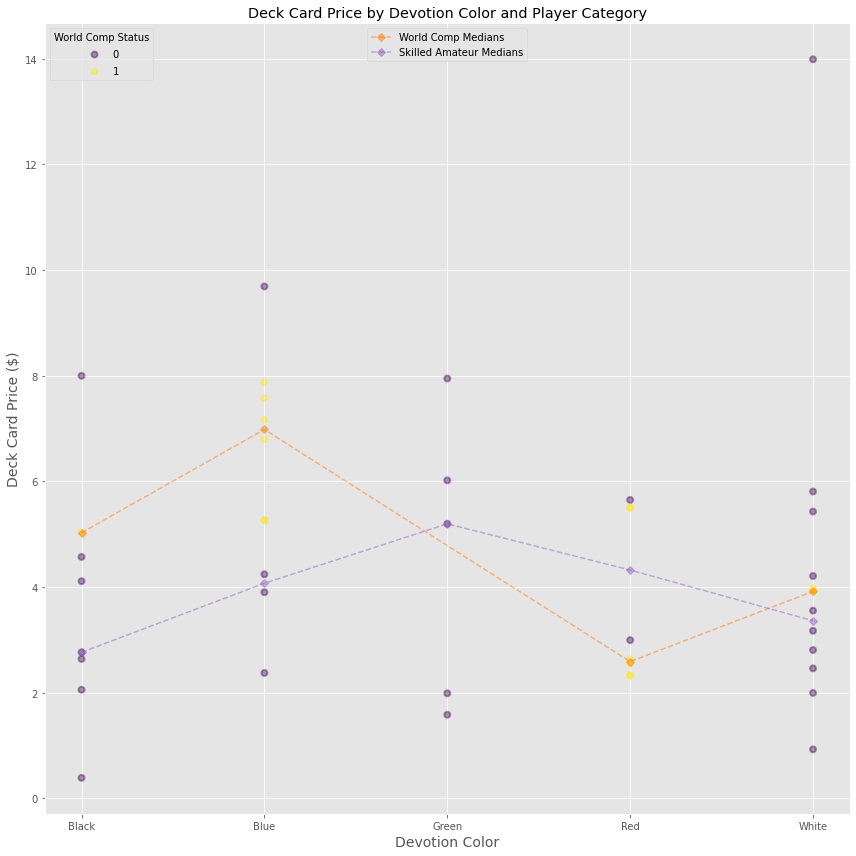 Deck Card Price by Devotion Color and Player Category
World Comp Status
0
1
World Comp Medians
Skilled Amateur Medians
Deck Card Price ($)
14
12
10
8
6
4
2
0
Black Blue Green Red White
Devotion Color